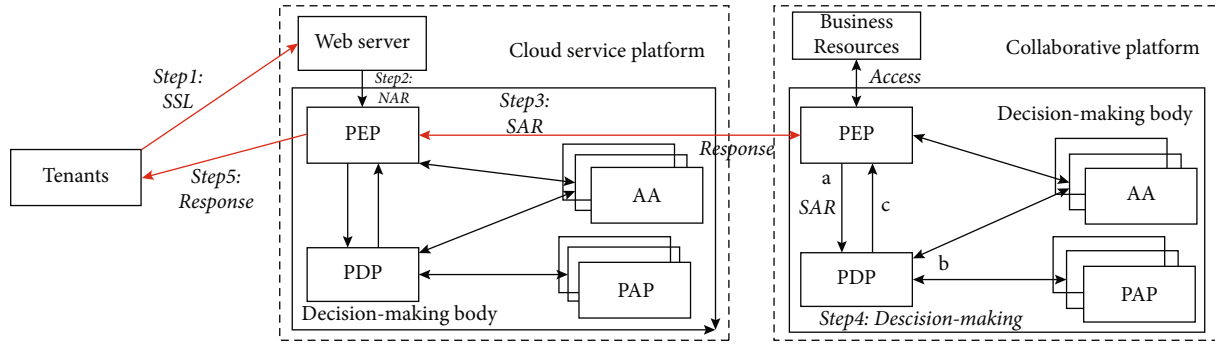 Tenants
Step1:
SSL
Step5:
Response
Web server
Cloud service platform
Step2:
NAR
PEP
Step3:
SAR
Response
AA
PDP
PAP
Decision-making body
Business
Resources
Collaborative platform
Access
Decision-making body
PEP
a
SAR
c
AA
PDP
b
PAP
Step4: Descision-making